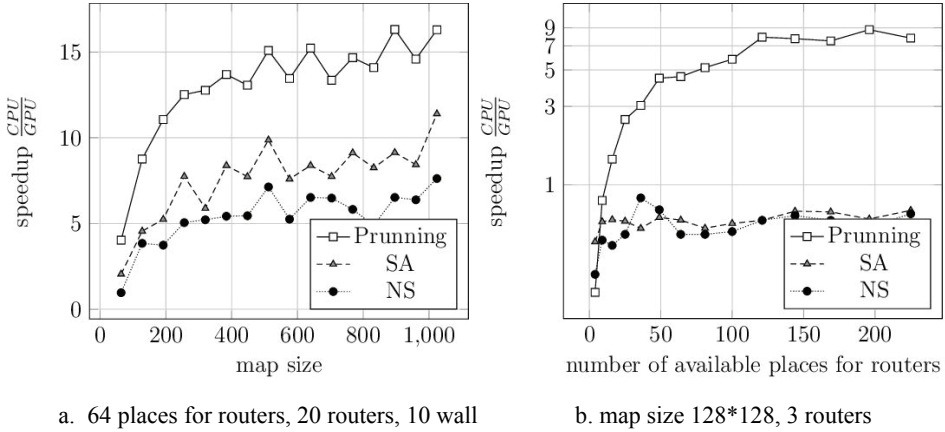 15
10
5
0
speedup CPU/GPU
0 200 400 600 800 1,000
map size
Prunning
SA
NS
a. 64 places for routers, 20 routers, 10 wall
9
7
5
3
1
speedup CPU/GPU
0 50 100 150 200
number of available places for routers
Prunning
SA
NS
b. map size 128*128, 3 routers